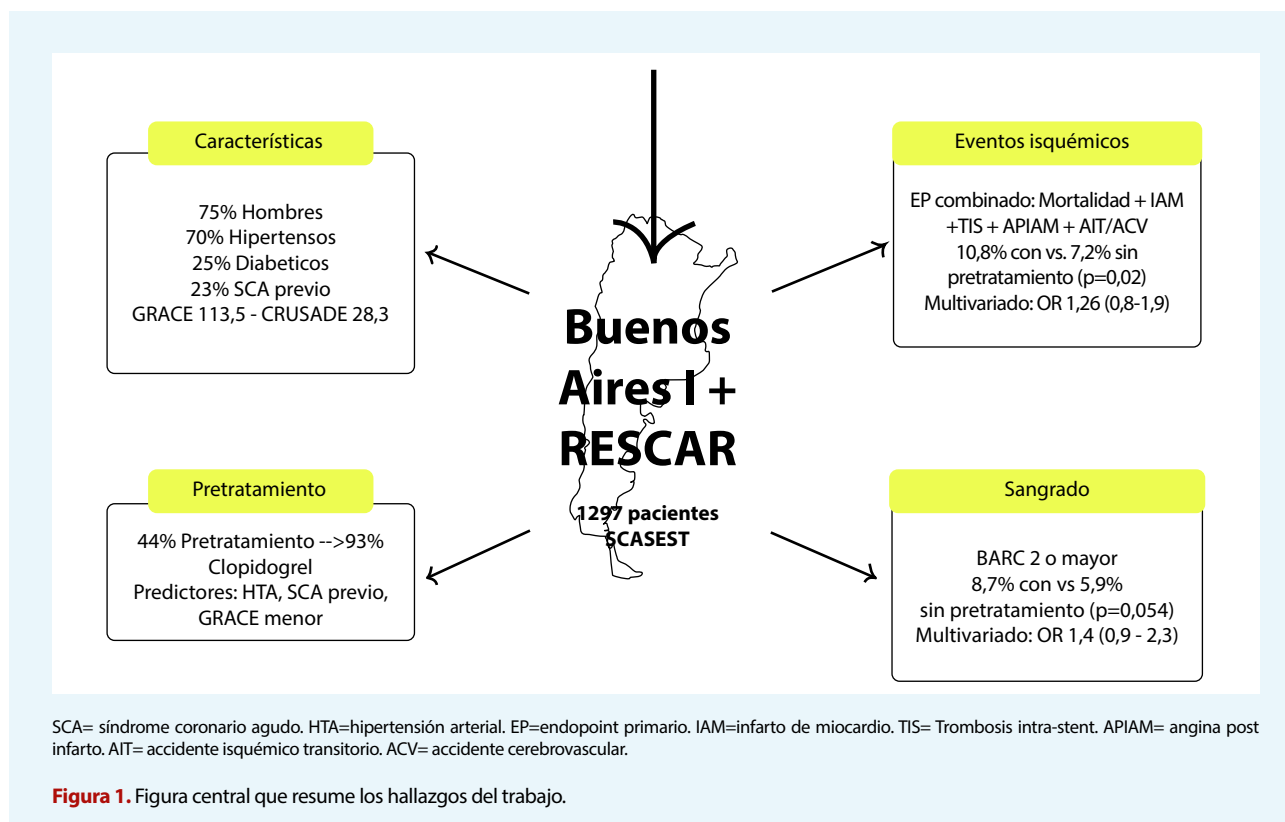 Características
75% Hombres
70% Hipertensos
25% Diabeticos
23% SCA previo
GRACE 113,5 - CRUSADE 28,3
Pretratamiento
44% Pretratamiento -->93%
Clopidogrel
Predictores: HTA, SCA previo,
GRACE menor
Buenos
Aires I +
RESCAR
1297 pacientes
SCASEST
Eventos isquémicos
EP combinado: Mortalidad + IAM
+TIS + APIAM + AIT/ACV
10,8% con vs. 7,2% sin
pretratamiento (p=0,02)
Multivariado: OR 1,26 (0,8-1,9)
Sangrado
BARC 2 o mayor
8,7% con vs 5,9%
sin pretratamiento (p=0,054)
Multivariado: OR 1,4 (0,9 - 2,3)
SCA= síndrome coronario agudo. HTA=hipertensión arterial. EP=endopoint primario. IAM=infarto de miocardio. TIS= Trombosis intra-stent. APIAM= angina post
infarto. AIT= accidente isquémico transitorio. ACV= accidente cerebrovascular.
Figura 1. Figura central que resume los hallazgos del trabajo.